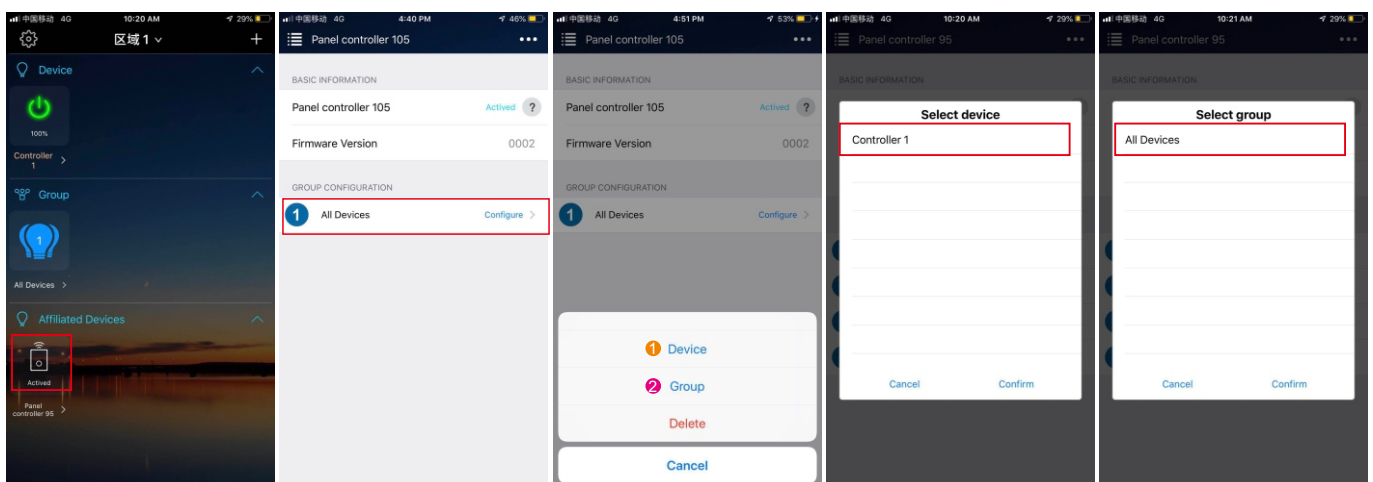 中国移动 4G 10:20 AM 29%
区域 1
Device
100%
Controller
1
Group
1
All Devices
Affiliated Devices
Actived
Panel
controller 95
中国移动 4G 4:40 PM 46%
Panel controller 105
BASIC INFORMATION
Panel controller 105 Actived ?
Firmware Version 0002
GROUP CONFIGURATION
1 All Devices Configure
中国移动 4G 4:51 PM 53%
Panel controller 105
BASIC INFORMATION
Panel controller 105 Actived ?
Firmware Version 0002
GROUP CONFIGURATION
1 All Devices Configure
1 Device
2 Group
Delete
Cancel
中国移动 4G 10:20 AM 29%
Panel controller 95
BASIC INFORMATION
Select device
Controller 1
Cancel Confirm
中国移动 4G 10:21 AM 29%
Panel controller 95
BASIC INFORMATION
Select group
All Devices
Cancel Confirm